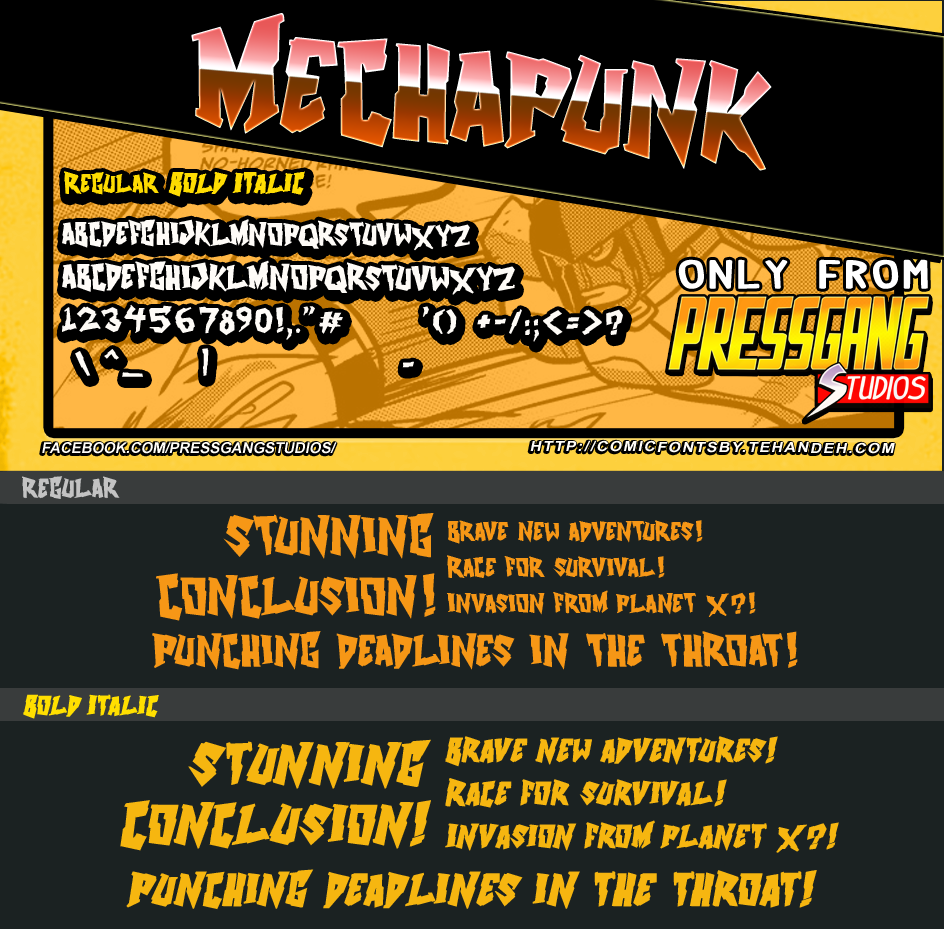 MECHAPUNK
NO-HORNED
E!
REGULAR BOLD ITALIC
ABCDEFGHIJKLMNOPQRSTUVWXYZ
ABCDEFGHIJKLMNOPQRSTUVWXYZ
1234567890!,."# '() +-/:;<=>?
\ ^_ | -
ONLY FROM
PRESSGANG
STUDIOS
FACEBOOK.COM/PRESSGANGSTUDIOS/
HTTP://COMICFONTSBY.TEHANDEH.COM
REGULAR
STUNNING
CONCLUSION!
BRAVE NEW ADVENTURES!
RACE FOR SURVIVAL!
INVASION FROM PLANET X?!
PUNCHING DEADLINES IN THE THROAT!
BOLD ITALIC
STUNNING
CONCLUSION!
BRAVE NEW ADVENTURES!
RACE FOR SURVIVAL!
INVASION FROM PLANET X?!
PUNCHING DEADLINES IN THE THROAT!